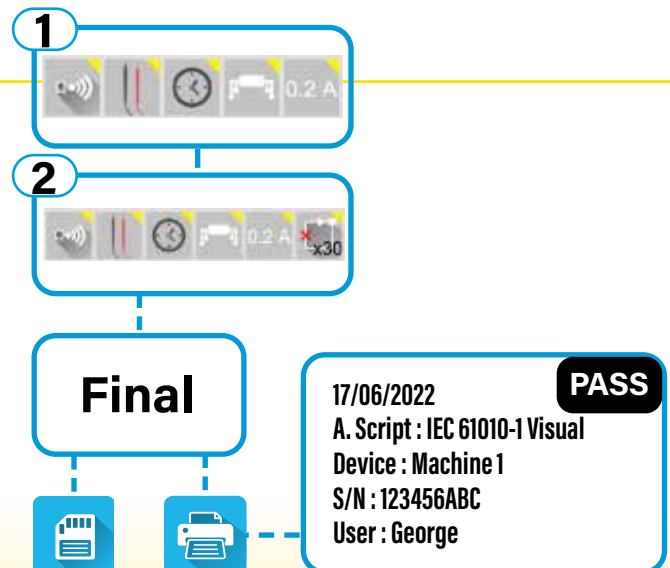 1
0.2 A
2
0.2 A
x30
Final
PASS
17/06/2022
A. Script : IEC 61010-1 Visual
Device : Machine 1
S/N : 123456ABC
User : George